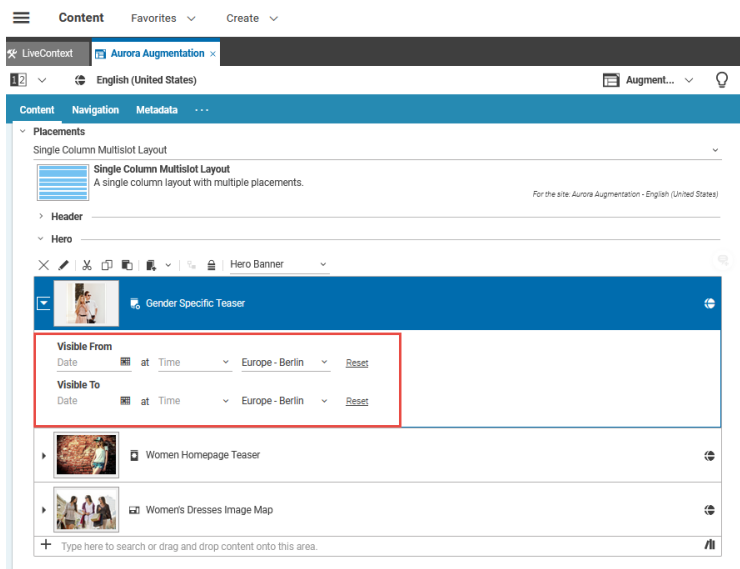 Content Favorites Create
LiveContext Aurora Augmentation ×
12 English (United States) Augment...
Content Navigation Metadata ...
Placements
Single Column Multislot Layout
Single Column Multislot Layout
A single column layout with multiple placements.
For the site: Aurora Augmentation - English (United States)
Header
Hero
Hero Banner
Gender Specific Teaser
Visible From
Date at Time Europe - Berlin Reset
Visible To
Date at Time Europe - Berlin Reset
Women Homepage Teaser
Women's Dresses Image Map
Type here to search or drag and drop content onto this area.